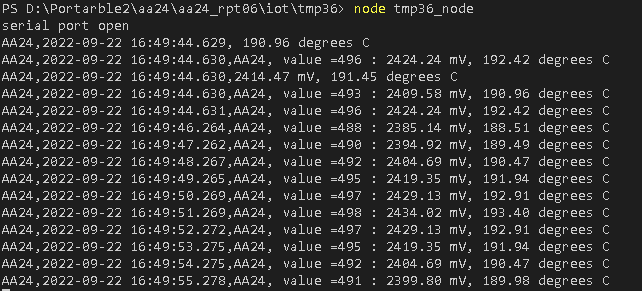 PS D:\Portarble2\aa24\aa24_rpt06\iot\tmp36> node tmp36_node
serial port open
AA24,2022-09-22 16:49:44.629, 190.96 degrees C
AA24,2022-09-22 16:49:44.630,AA24, value =496 : 2424.24 mV, 192.42 degrees C
AA24,2022-09-22 16:49:44.630,2414.47 mV, 191.45 degrees C
AA24,2022-09-22 16:49:44.630,AA24, value =493 : 2409.58 mV, 190.96 degrees C
AA24,2022-09-22 16:49:44.631,AA24, value =496 : 2424.24 mV, 192.42 degrees C
AA24,2022-09-22 16:49:46.264,AA24, value =488 : 2385.14 mV, 188.51 degrees C
AA24,2022-09-22 16:49:47.262,AA24, value =490 : 2394.92 mV, 189.49 degrees C
AA24,2022-09-22 16:49:48.267,AA24, value =492 : 2404.69 mV, 190.47 degrees C
AA24,2022-09-22 16:49:49.265,AA24, value =495 : 2419.35 mV, 191.94 degrees C
AA24,2022-09-22 16:49:50.269,AA24, value =497 : 2429.13 mV, 192.91 degrees C
AA24,2022-09-22 16:49:51.269,AA24, value =498 : 2434.02 mV, 193.40 degrees C
AA24,2022-09-22 16:49:52.272,AA24, value =497 : 2429.13 mV, 192.91 degrees C
AA24,2022-09-22 16:49:53.275,AA24, value =495 : 2419.35 mV, 191.94 degrees C
AA24,2022-09-22 16:49:54.275,AA24, value =492 : 2404.69 mV, 190.47 degrees C
AA24,2022-09-22 16:49:55.278,AA24, value =491 : 2399.80 mV, 189.98 degrees C